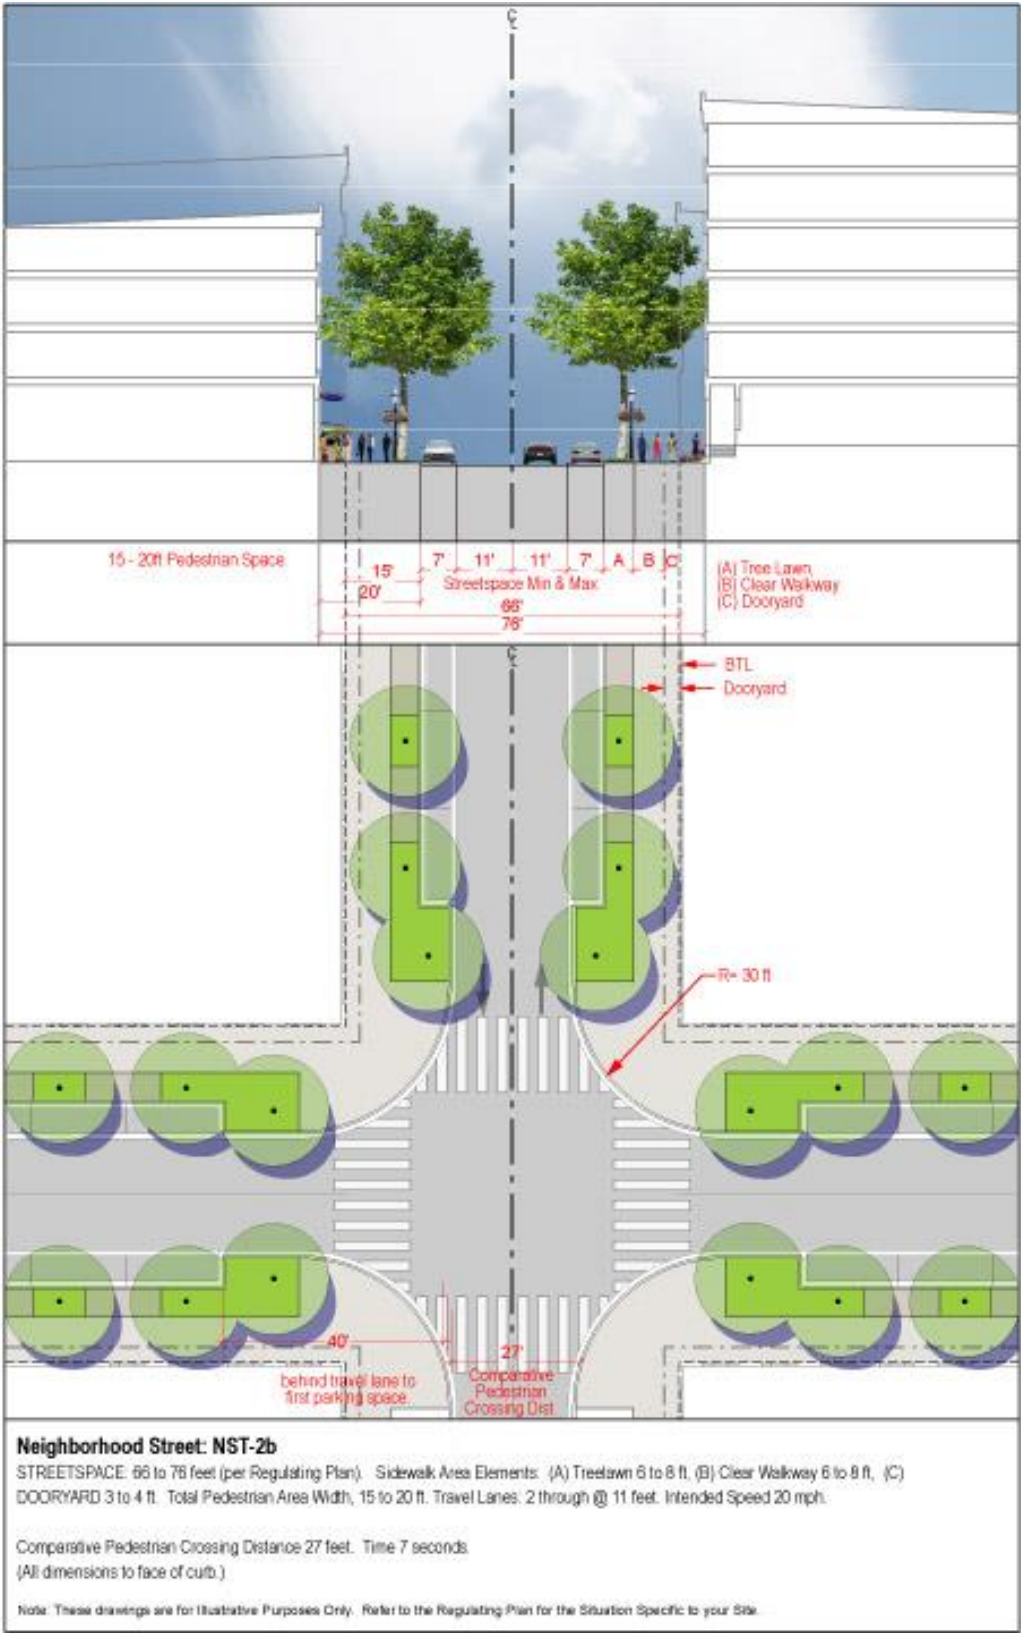 ℄
15 - 20ft Pedestrian Space
7' 11' 11' 7' A B C
15'
Streetspace Min & Max
20'
66'
76'
(A) Tree Lawn,
(B) Clear Walkway
(C) Dooryard
℄
BTL
Dooryard
R= 30 ft
40'
behind travel lane to
first parking space.
27'
Comparative
Pedestrian
Crossing Dist.
Neighborhood Street: NST-2b
STREETSPACE: 66 to 76 feet (per Regulating Plan). Sidewalk Area Elements: (A) Treelawn 6 to 8 ft, (B) Clear Walkway 6 to 8 ft, (C)
DOORYARD 3 to 4 ft. Total Pedestrian Area Width, 15 to 20 ft. Travel Lanes: 2 through @ 11 feet. Intended Speed 20 mph.
Comparative Pedestrian Crossing Distance 27 feet. Time 7 seconds.
(All dimensions to face of curb.)
Note: These drawings are for Illustrative Purposes Only. Refer to the Regulating Plan for the Situation Specific to your Site.